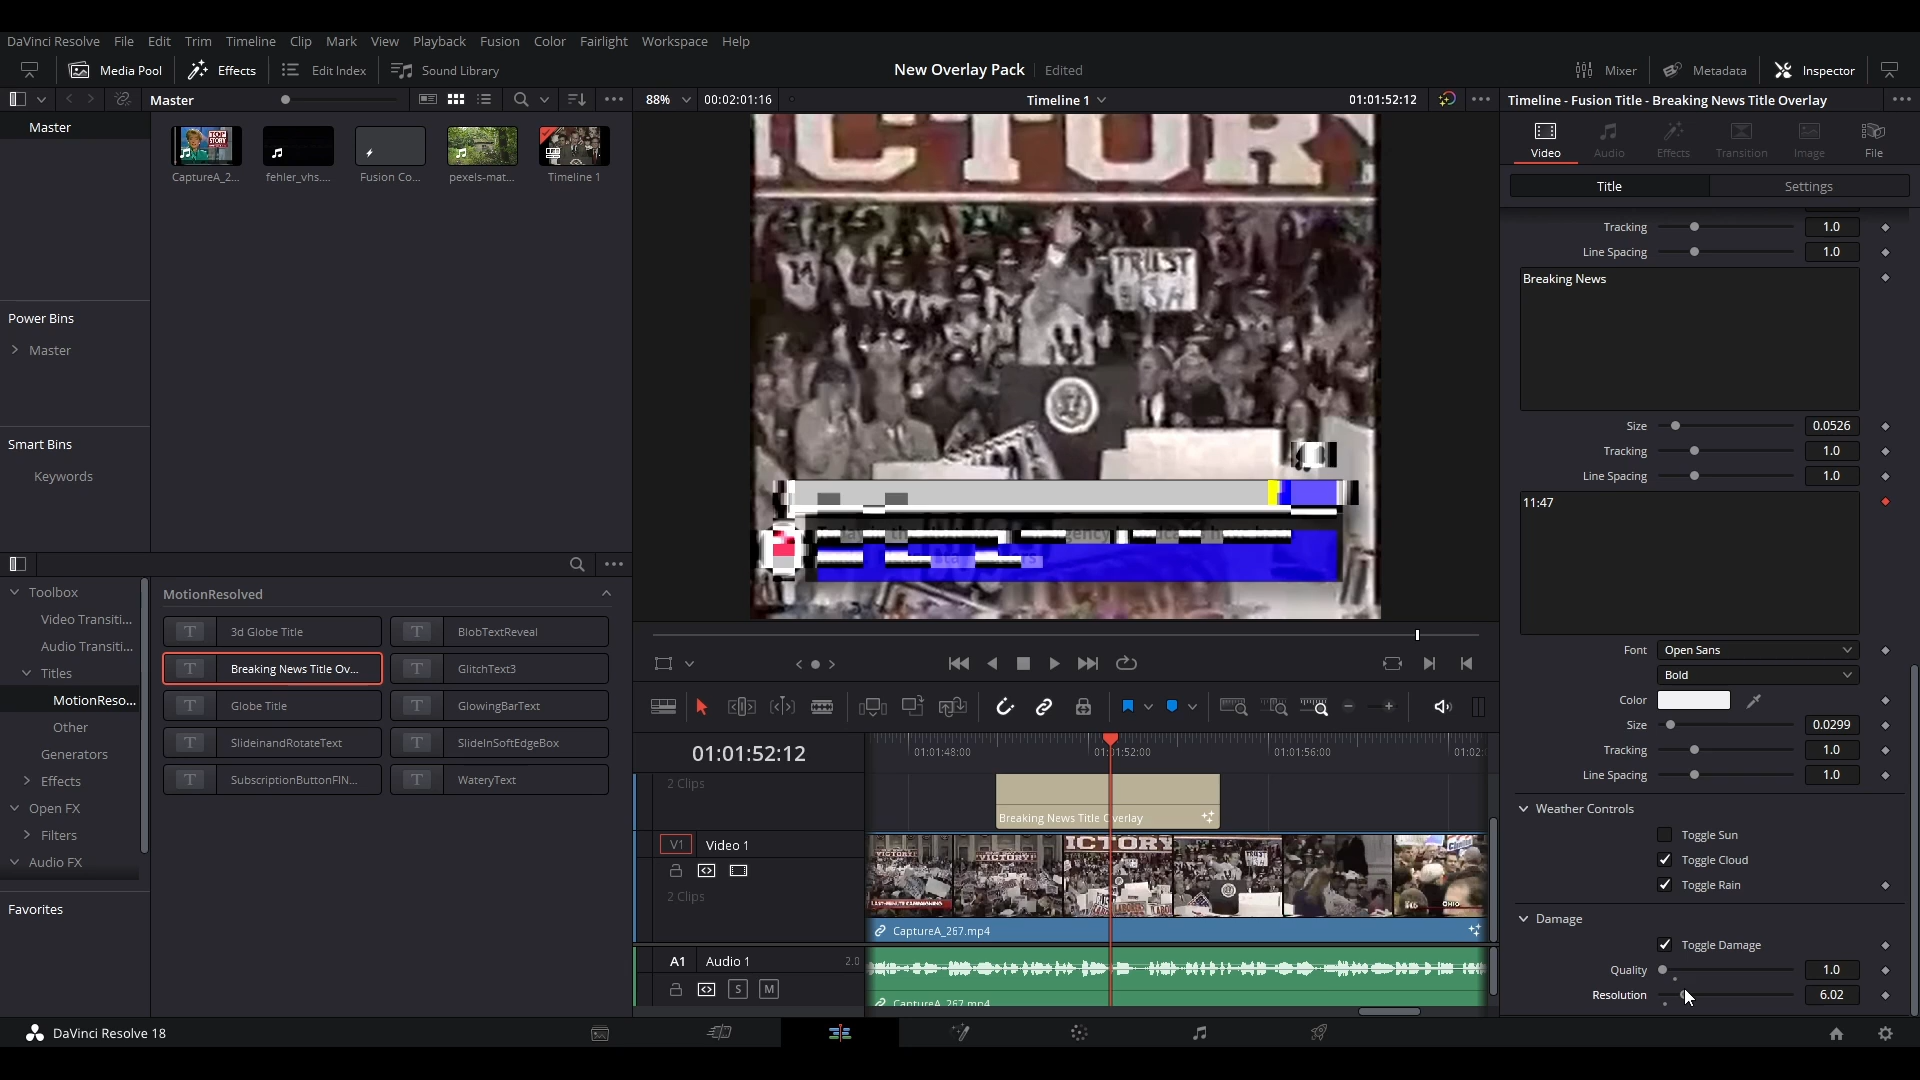 DaVinci Resolve File Edit Trim Timeline Clip Mark View Playback Fusion Color Fairlight Workspace Help
Media Pool Effects Edit Index Sound Library New Overlay Pack Edited Mixer Metadata Inspector
Master 88% 00:02:01:16 Timeline 1 01:01:52:12 Timeline - Fusion Title - Breaking News Title Overlay
Master
CaptureA_2... fehler_vhs.... Fusion Co... pexels-mat... Timeline 1
Power Bins
Master
Smart Bins
Keywords
ICTORY
TRUST
Video Audio Effects Transition Image File
Title Settings
Tracking 1.0
Line Spacing 1.0
Breaking News
Size 0.0526
Tracking 1.0
Line Spacing 1.0
11:47
Font Open Sans
Bold
Color
Size 0.0299
Tracking 1.0
Line Spacing 1.0
Weather Controls
Toggle Sun
Toggle Cloud
Toggle Rain
Damage
Toggle Damage
Quality 1.0
Resolution 6.02
Toolbox
Video Transiti...
Audio Transiti...
Titles
MotionReso...
Other
Generators
Effects
Open FX
Filters
Audio FX
Favorites
MotionResolved
3d Globe Title BlobTextReveal
Breaking News Title Ov... GlitchText3
Globe Title GlowingBarText
SlideinandRotateText SlideInSoftEdgeBox
SubscriptionButtonFIN... WateryText
01:01:52:12 01:01:48:00 01:01:52:00 01:01:56:00 01:02:
2 Clips
Breaking News Title Overlay
V1 Video 1
2 Clips
CaptureA_267.mp4
A1 Audio 1 2.0
S M
CaptureA_267.mp4
DaVinci Resolve 18